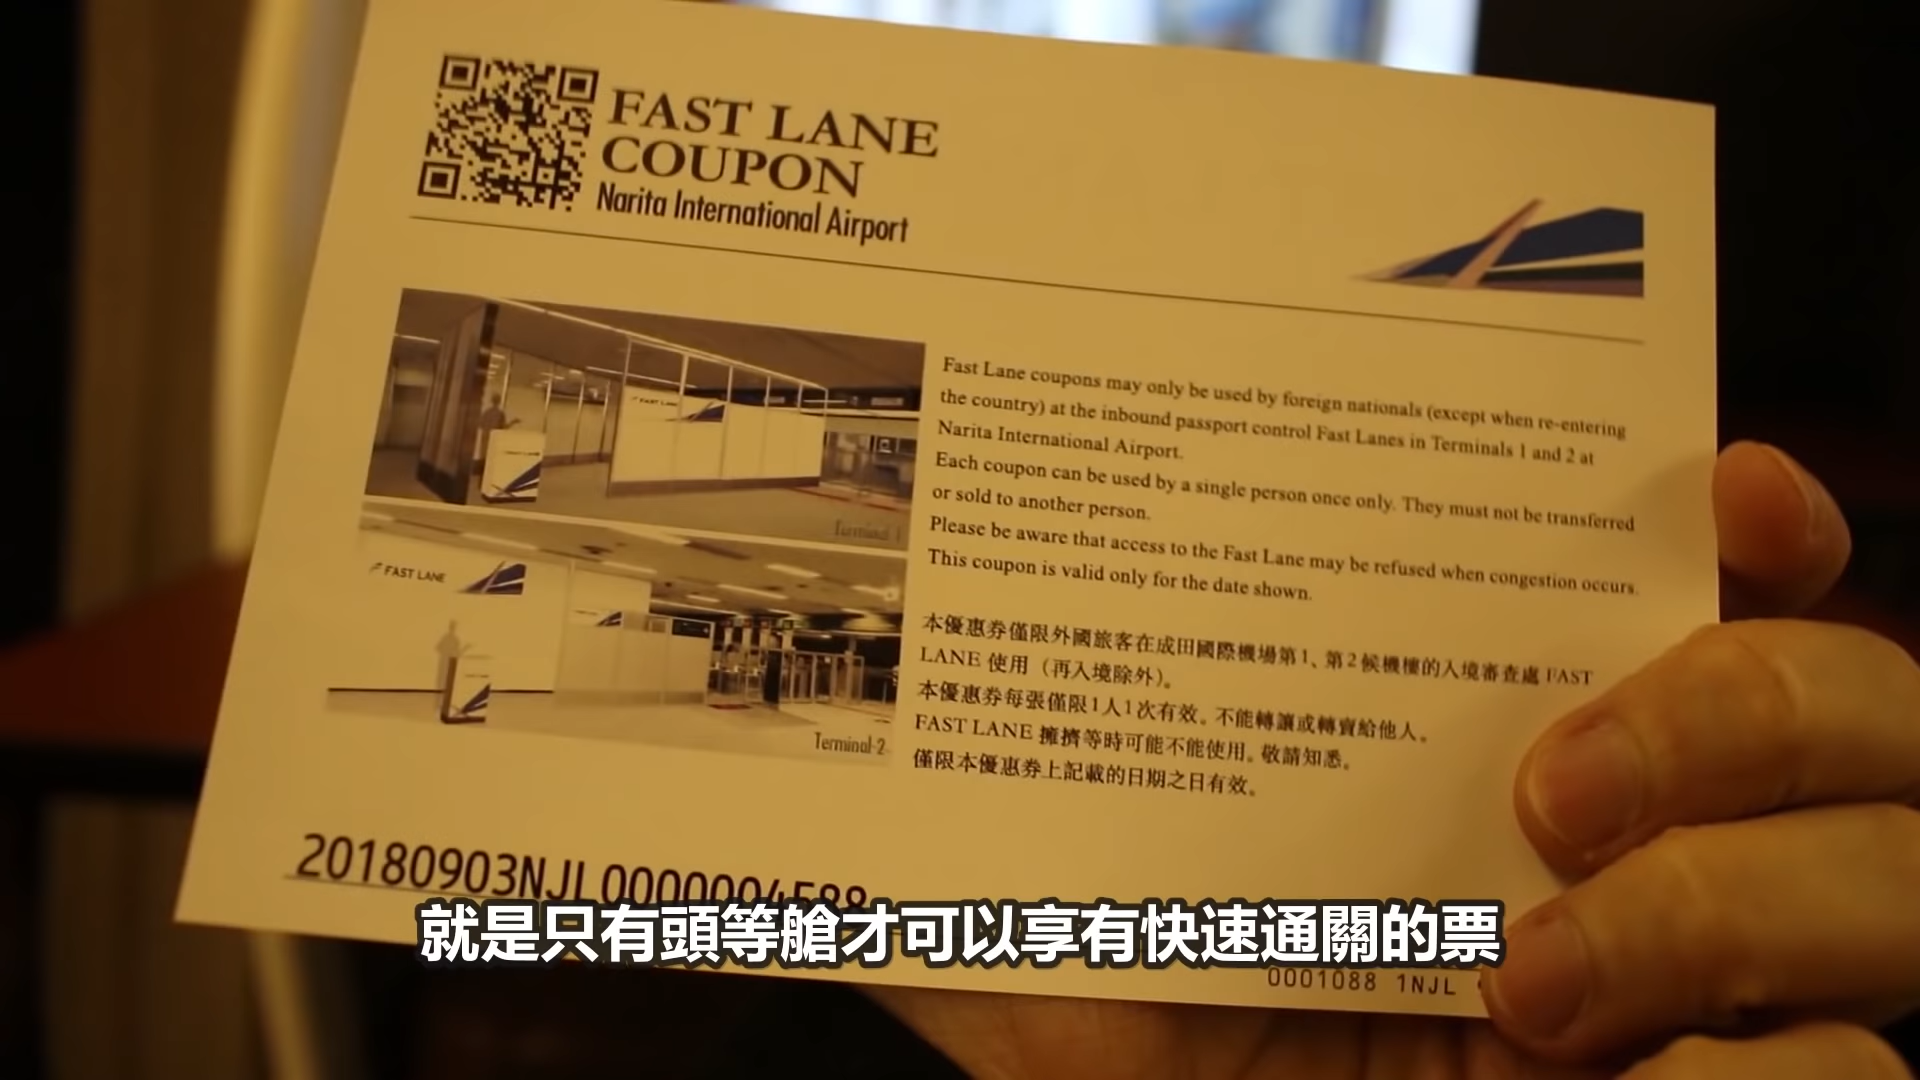 FAST LANE
COUPON
Narita International Airport
Fast Lane coupons may only be used by foreign nationals (except when re-entering
the country) at the inbound passport control Fast Lanes in Terminals 1 and 2 at
Narita International Airport.
Each coupon can be used by a single person once only. They must not be transferred
or sold to another person.
Please be aware that access to the Fast Lane may be refused when congestion occurs.
This coupon is valid only for the date shown.
FAST LANE
FAST LANE
Terminal-1
FAST LANE
Terminal-2
本優惠券僅限外國旅客在成田國際機場第1、第2候機樓的入境審查處 FAST
LANE 使用（再入境除外）。
本優惠券每張僅限1人1次有效。不能轉讓或轉賣給他人。
FAST LANE 擁擠等時可能不能使用。敬請知悉。
僅限本優惠券上記載的日期之日有效。
20180903NJL0000004588
就是只有頭等艙才可以享有快速通關的票
0001088 1NJL